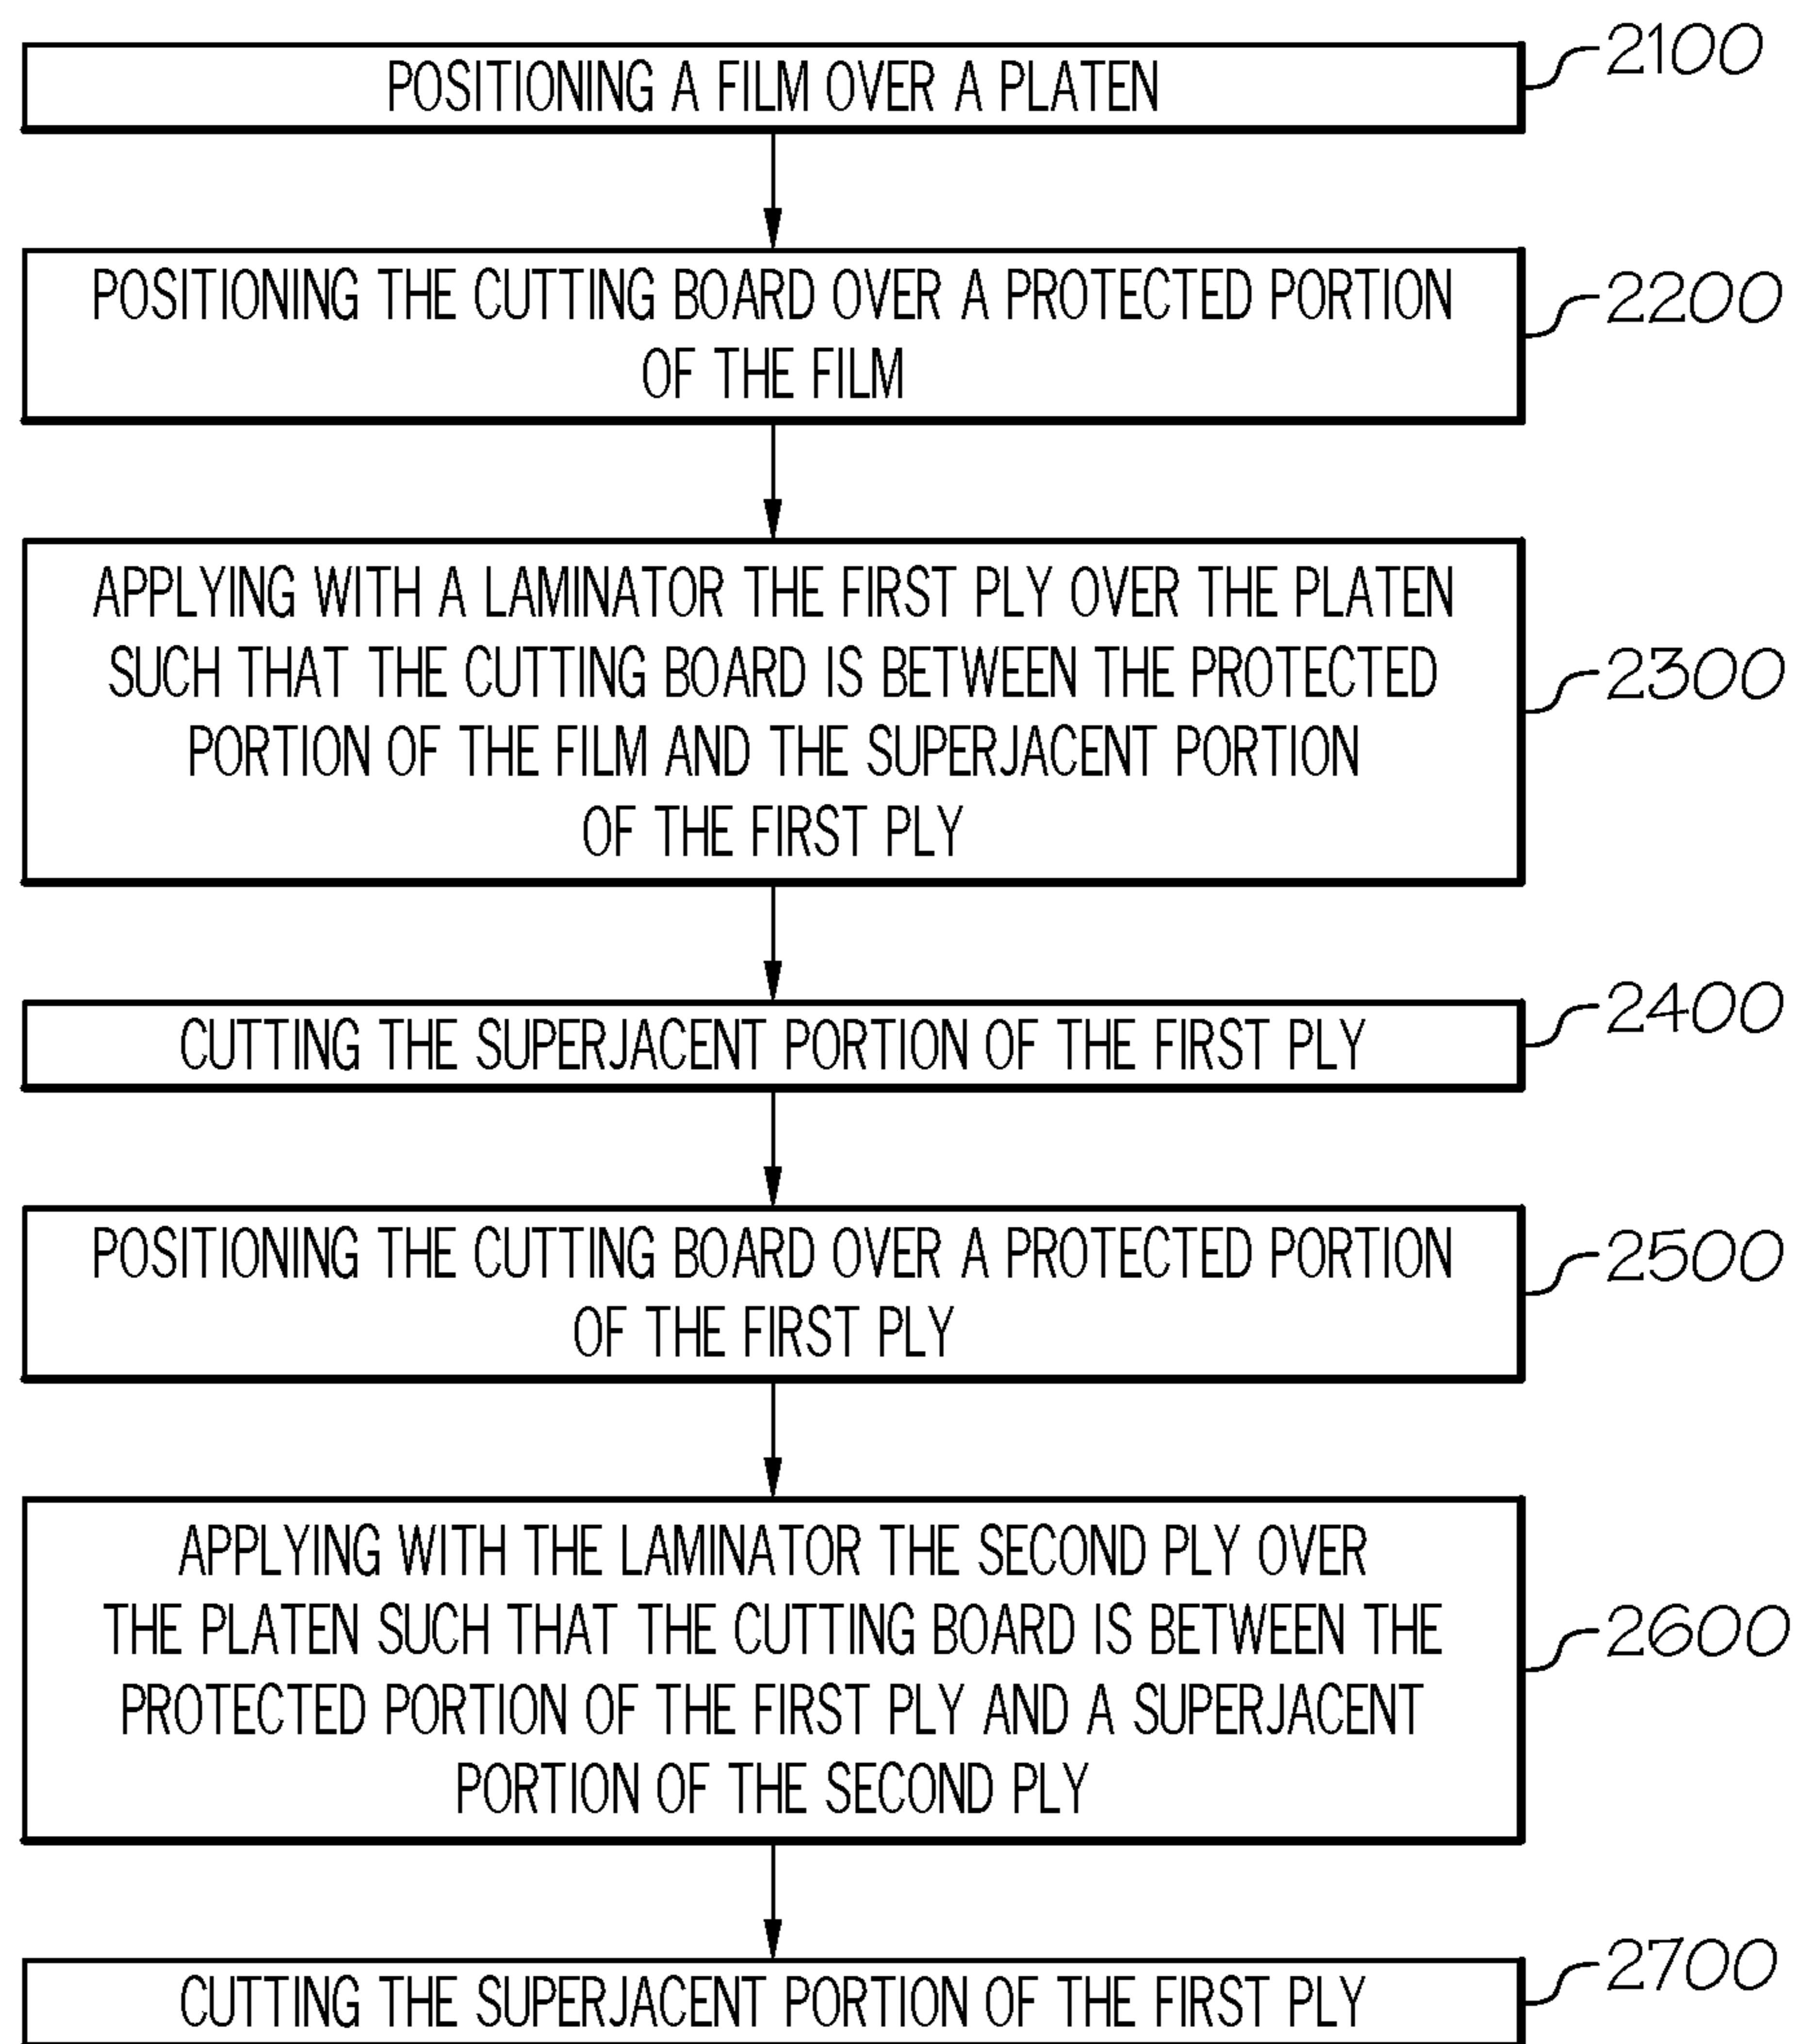 POSITIONING A FILM OVER A PLATEN
2100
POSITIONING THE CUTTING BOARD OVER A PROTECTED PORTION
OF THE FILM
2200
APPLYING WITH A LAMINATOR THE FIRST PLY OVER THE PLATEN
SUCH THAT THE CUTTING BOARD IS BETWEEN THE PROTECTED
PORTION OF THE FILM AND THE SUPERJACENT PORTION
OF THE FIRST PLY
2300
CUTTING THE SUPERJACENT PORTION OF THE FIRST PLY
2400
POSITIONING THE CUTTING BOARD OVER A PROTECTED PORTION
OF THE FIRST PLY
2500
APPLYING WITH THE LAMINATOR THE SECOND PLY OVER
THE PLATEN SUCH THAT THE CUTTING BOARD IS BETWEEN THE
PROTECTED PORTION OF THE FIRST PLY AND A SUPERJACENT
PORTION OF THE SECOND PLY
2600
CUTTING THE SUPERJACENT PORTION OF THE FIRST PLY
2700